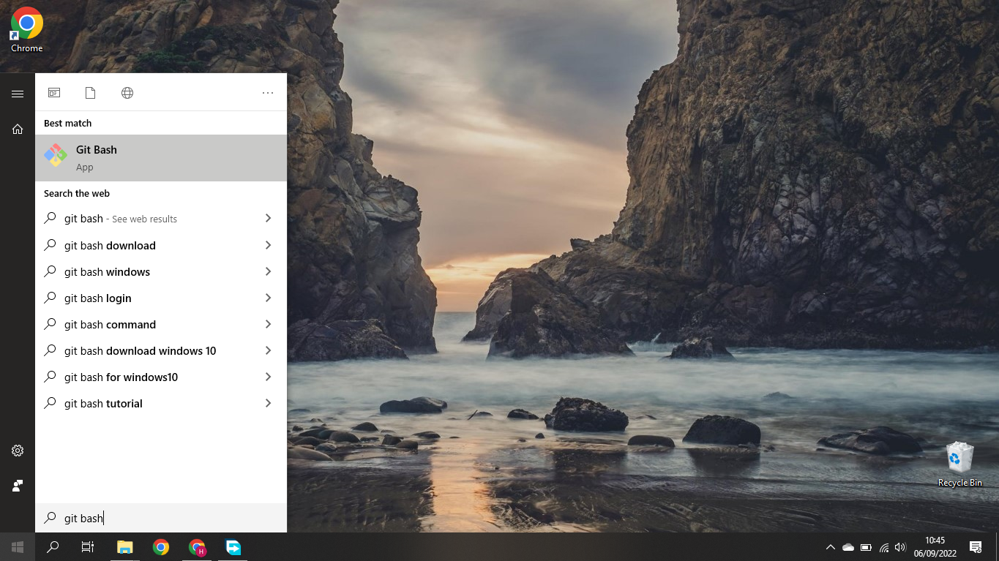 Chrome
Best match
Git Bash
App
Search the web
git bash - See web results
git bash download
git bash windows
git bash login
git bash command
git bash download windows 10
git bash for windows10
git bash tutorial
git bash
Recycle Bin
H
10:45
06/09/2022